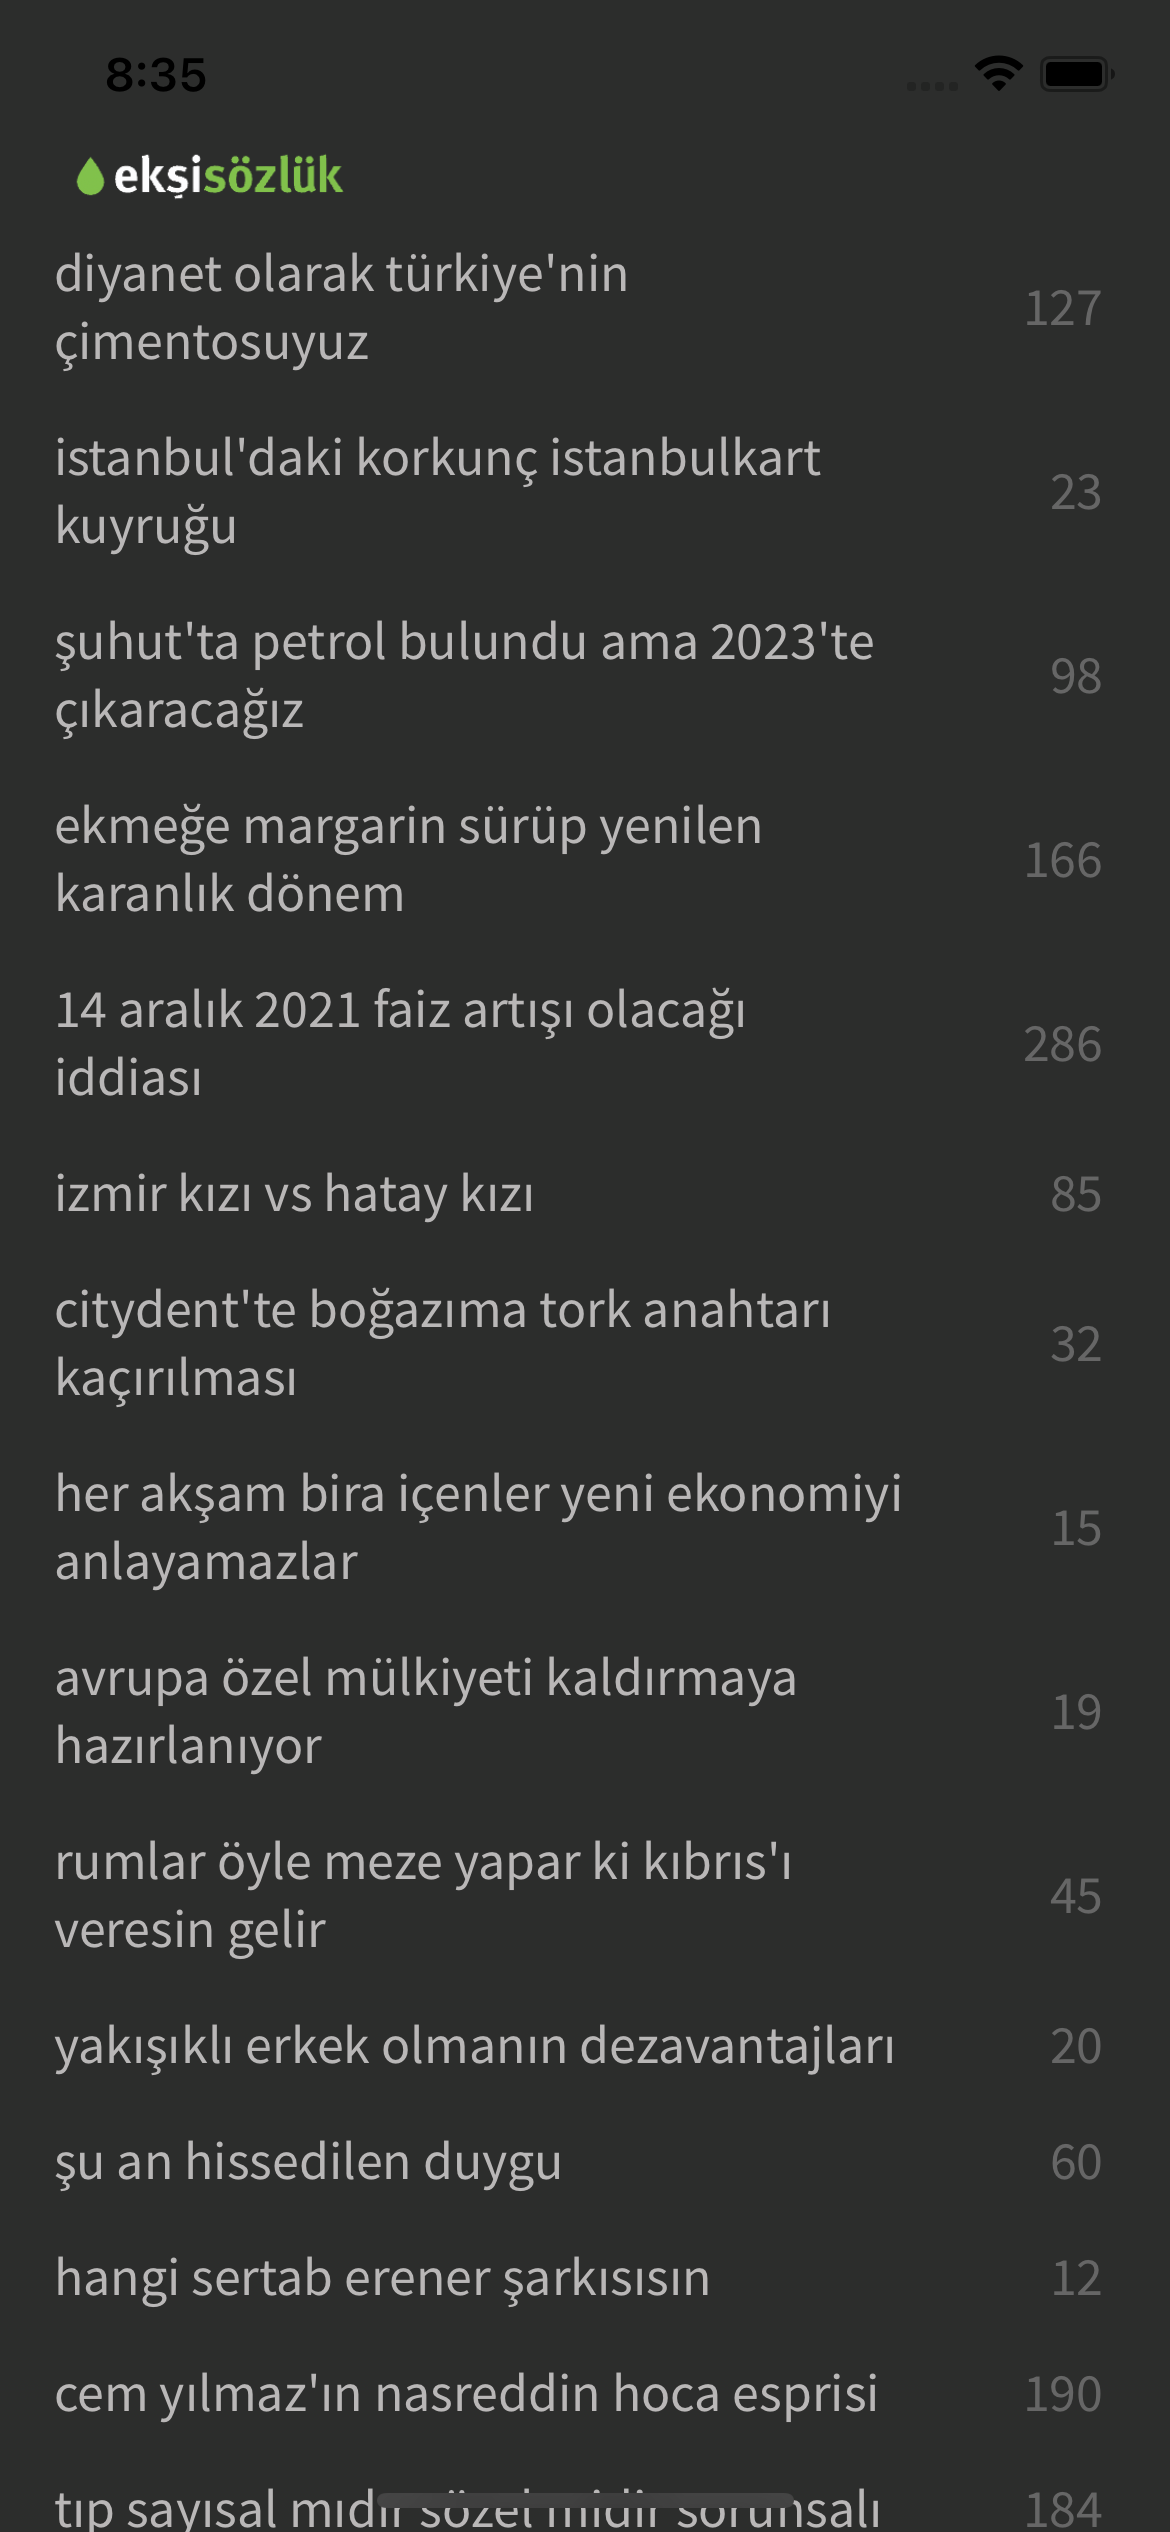 8:35
ekşisözlük
diyanet olarak türkiye'nin
çimentosuyuz
127
istanbul'daki korkunç istanbulkart
kuyruğu
23
şuhut'ta petrol bulundu ama 2023'te
çıkaracağız
98
ekmeğe margarin sürüp yenilen
karanlık dönem
166
14 aralık 2021 faiz artışı olacağı
iddiası
286
izmir kızı vs hatay kızı
85
citydent'te boğazıma tork anahtarı
kaçırılması
32
her akşam bira içenler yeni ekonomiyi
anlayamazlar
15
avrupa özel mülkiyeti kaldırmaya
hazırlanıyor
19
rumlar öyle meze yapar ki kıbrıs'ı
veresin gelir
45
yakışıklı erkek olmanın dezavantajları
20
şu an hissedilen duygu
60
hangi sertab erener şarkısısın
12
cem yılmaz'ın nasreddin hoca esprisi
190
tıp sayısal mıdır sözel midir sorunsalı
184